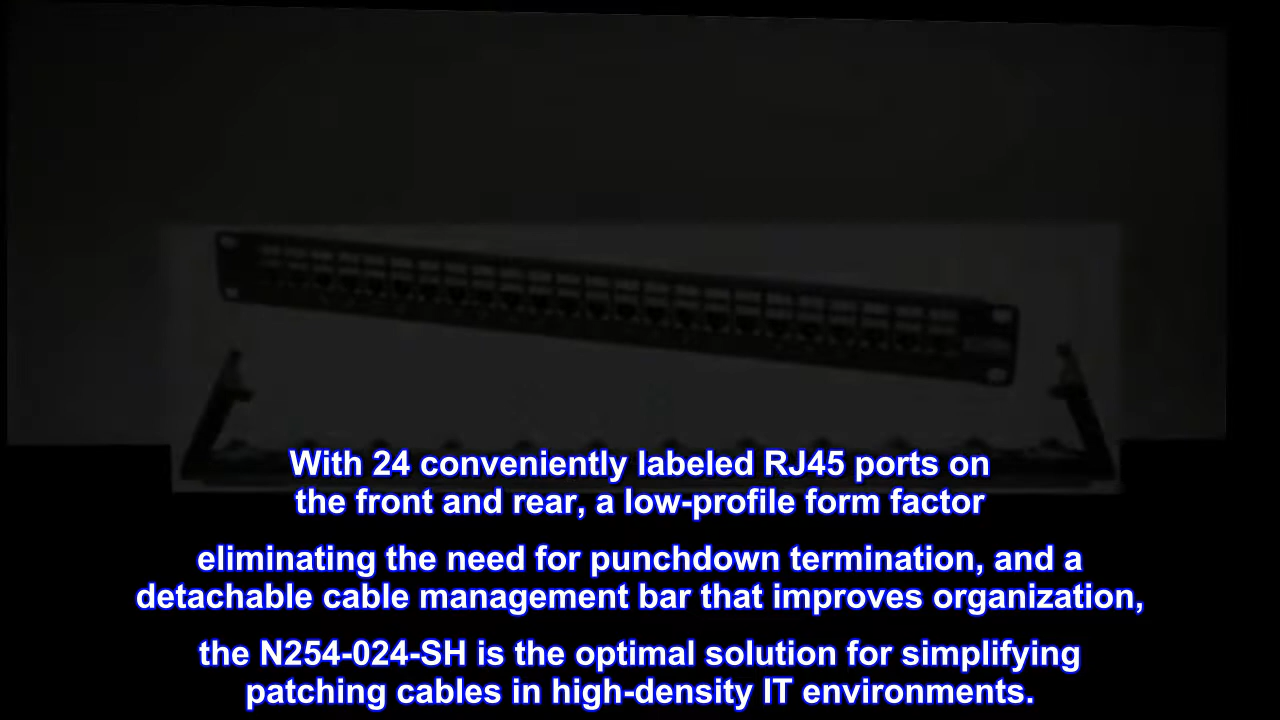 With 24 conveniently labeled RJ45 ports on
the front and rear, a low-profile form factor
eliminating the need for punchdown termination, and a
detachable cable management bar that improves organization,
the N254-024-SH is the optimal solution for simplifying
patching cables in high-density IT environments.